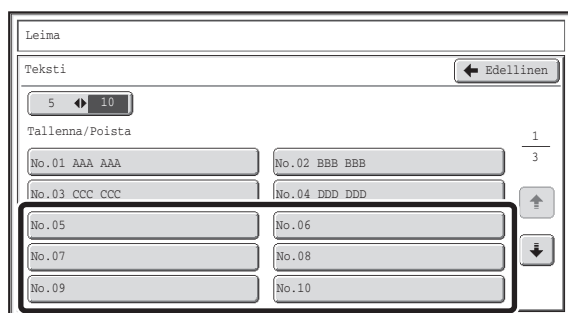 Leima
Teksti
Edellinen
5 10
Tallenna/Poista
1
3
No.01 AAA AAA No.02 BBB BBB
No.03 CCC CCC No.04 DDD DDD
No.05 No.06
No.07 No.08
No.09 No.10